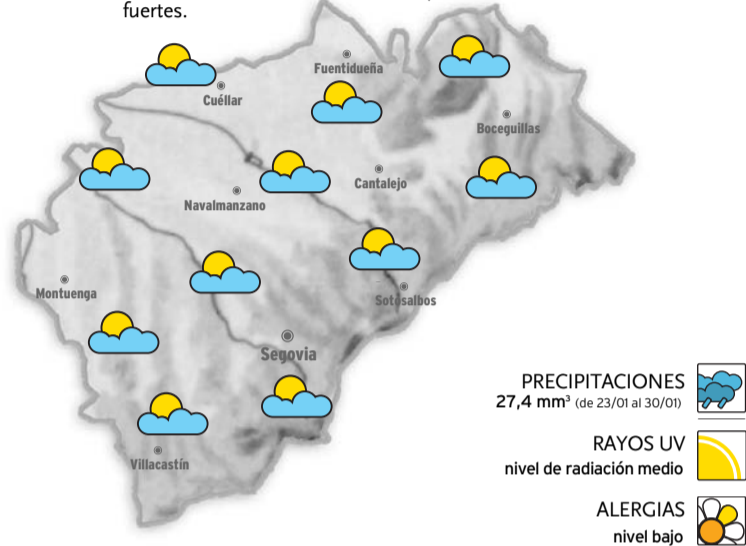 fuertes.
Fuentidueña
Cuéllar
Boceguillas
Cantalejo
Navalmanzano
Montuenga
Sotosalbos
Segovia
Villacastín
PRECIPITACIONES
27,4 mm³ (de 23/01 al 30/01)
RAYOS UV
nivel de radiación medio
ALERGIAS
nivel bajo